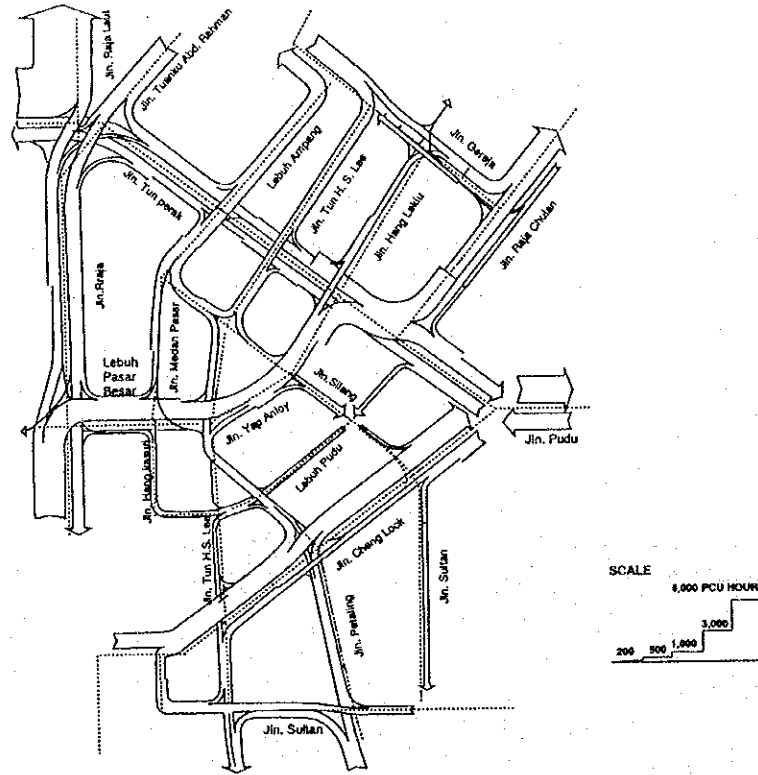 Jln. Raja Laut
Jln. Tuanku Abd. Rahman
Jln. Gereja
Lebuh Ampang
Jln. Tun H. S. Lee
Jln. Tun perak
Jln. Hang Lekiu
Jln. Raja Chulan
Jln.Rraja
Jln. Medan Pasar
Lebuh
Pasar
Besar
Jln.Silang
Jln. Yap Anloy
Jln. Pudu
Lebuh Pudu
Jln. Hang kasturi
Jln. Tun H.S. Lee
Jln. Cheng Lock
Jln. Sultan
Jln. Petaling
Jln. Sultan
SCALE
6,000 PCU HOUR
3,000
1,000
500
200